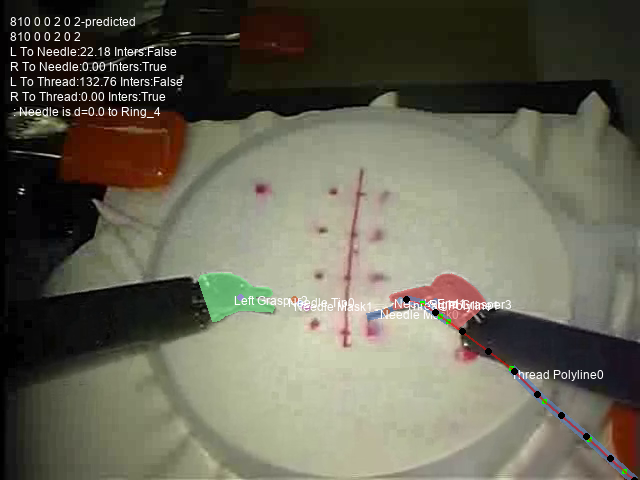 810 0 0 2 0 2-predicted
810 0 0 2 0 2
L To Needle:22.18 Inters:False
R To Needle:0.00 Inters:True
L To Thread:132.76 Inters:False
R To Thread:0.00 Inters:True
: Needle is d=0.0 to Ring_4
Left Grasper2
Needle Tip0
Needle Mask1
Needle Mask0
Thread Polyline0